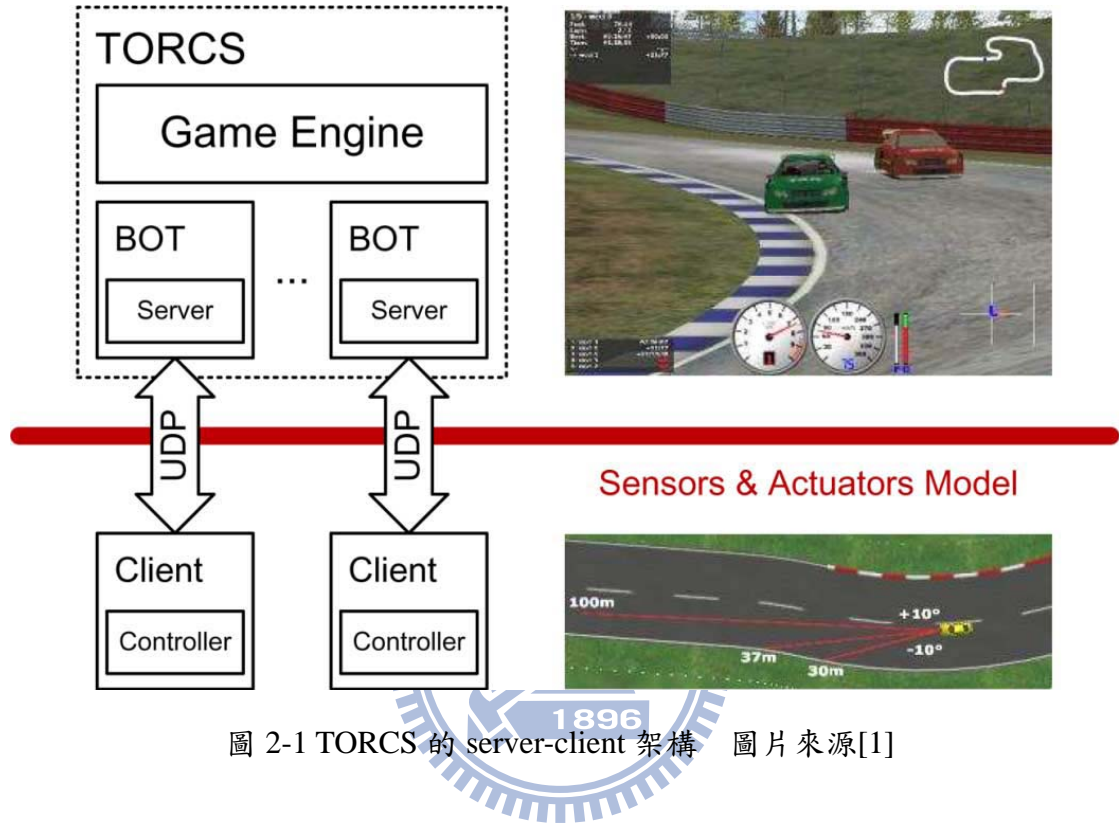 TORCS
Game Engine
BOT
Server
...
BOT
Server
UDP
UDP
Sensors & Actuators Model
Client
Controller
Client
Controller
100m
+10°
-10°
37m
30m
75
1896
圖 2-1 TORCS 的 server-client 架構 圖片來源[1]